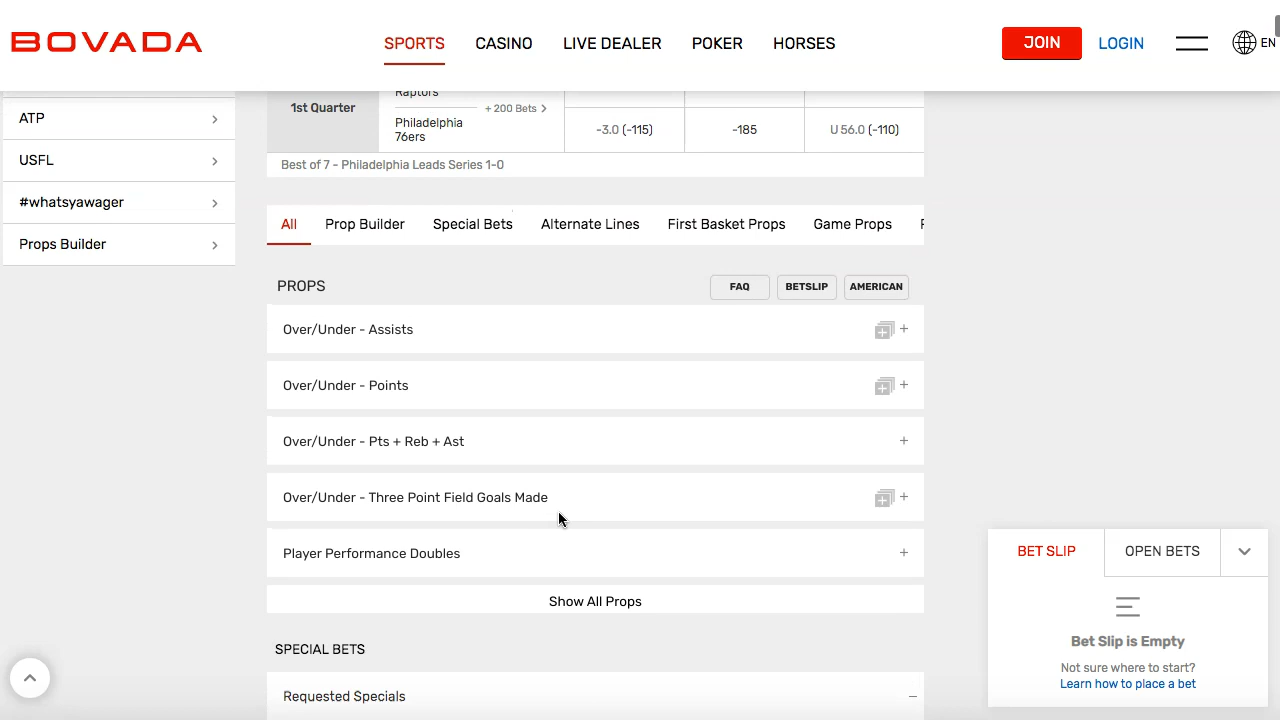 BOVADA
SPORTS
CASINO
LIVE DEALER
POKER
HORSES
JOIN
LOGIN
EN
ATP
USFL
#whatsyawager
Props Builder
1st Quarter
Raptors
+ 200 Bets
Philadelphia
76ers
-3.0 (-115)
-185
U 56.0 (-110)
Best of 7 - Philadelphia Leads Series 1-0
All
Prop Builder
Special Bets
Alternate Lines
First Basket Props
Game Props
PROPS
FAQ
BETSLIP
AMERICAN
Over/Under - Assists
Over/Under - Points
Over/Under - Pts + Reb + Ast
Over/Under - Three Point Field Goals Made
Player Performance Doubles
Show All Props
SPECIAL BETS
Requested Specials
BET SLIP
OPEN BETS
Bet Slip is Empty
Not sure where to start?
Learn how to place a bet